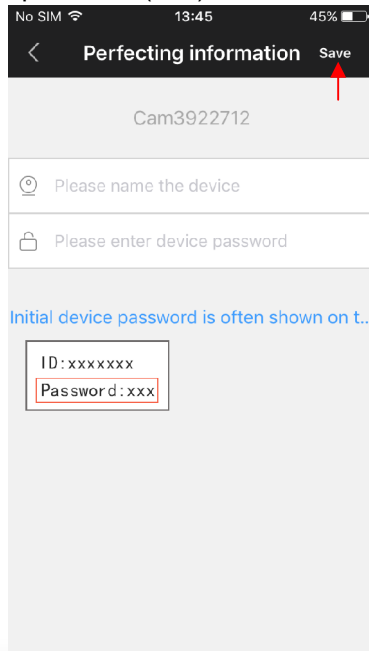 No SIM 13:45 45%
Perfecting information Save
Cam3922712
Please name the device
Please enter device password
Initial device password is often shown on t..
ID:xxxxxxx
Password:xxx